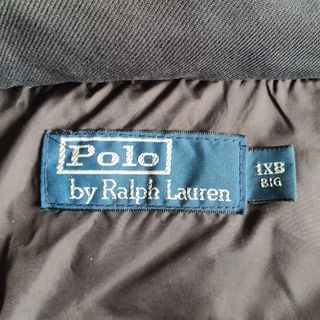 Polo
by Ralph Lauren
1XB
BIG